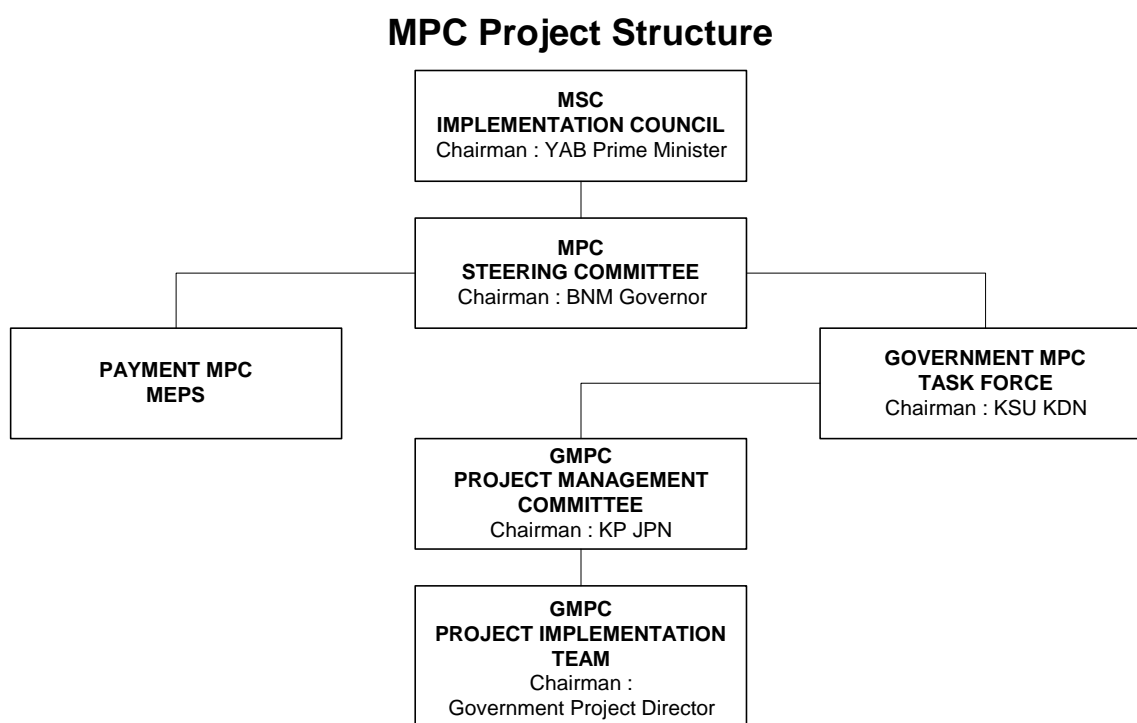 MPC Project Structure
MSC
IMPLEMENTATION COUNCIL
Chairman : YAB Prime Minister
MPC
STEERING COMMITTEE
Chairman : BNM Governor
PAYMENT MPC
MEPS
GOVERNMENT MPC
TASK FORCE
Chairman : KSU KDN
GMPC
PROJECT MANAGEMENT
COMMITTEE
Chairman : KP JPN
GMPC
PROJECT IMPLEMENTATION
TEAM
Chairman :
Government Project Director